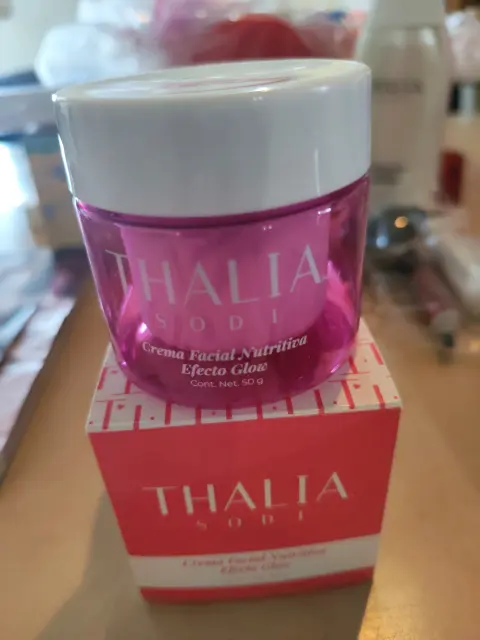 THALIA
SODI
Crema Facial Nutritiva
Efecto Glow
Cont. Net. 50 g
THALIA
SODI
Crema Facial Nutritiva
Efecto Glow